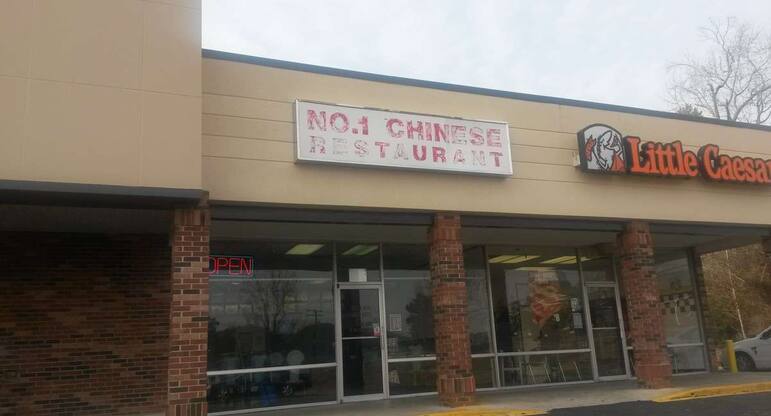 NO.1 CHINESE
RESTAURANT
Little Caesa
OPEN